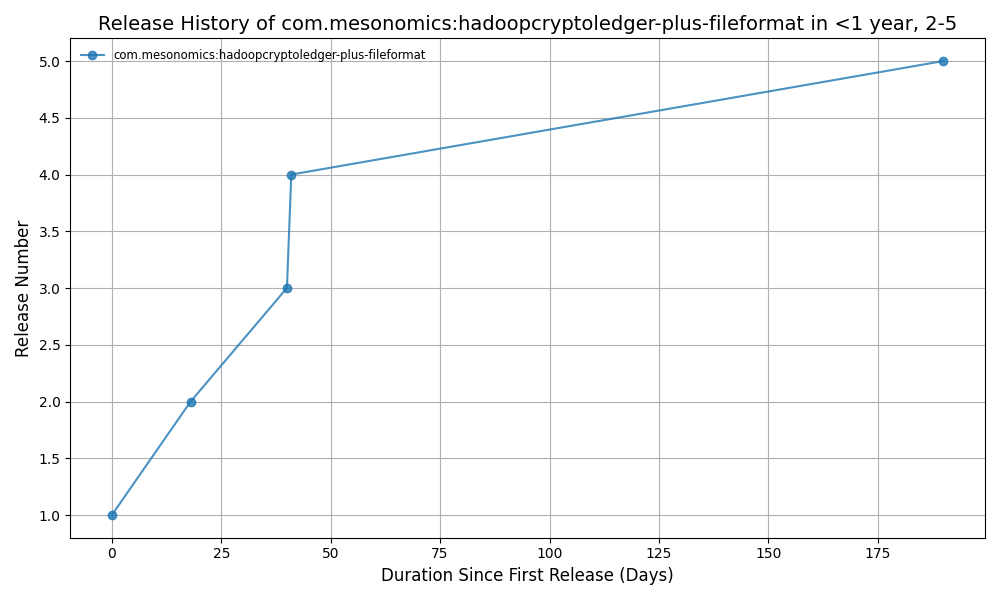 Release History of com.mesonomics:hadoopcryptoledger-plus-fileformat in <1 year, 2-5
com.mesonomics:hadoopcryptoledger-plus-fileformat
Release Number
5.0
4.5
4.0
3.5
3.0
2.5
2.0
1.5
1.0
0 25 50 75 100 125 150 175
Duration Since First Release (Days)